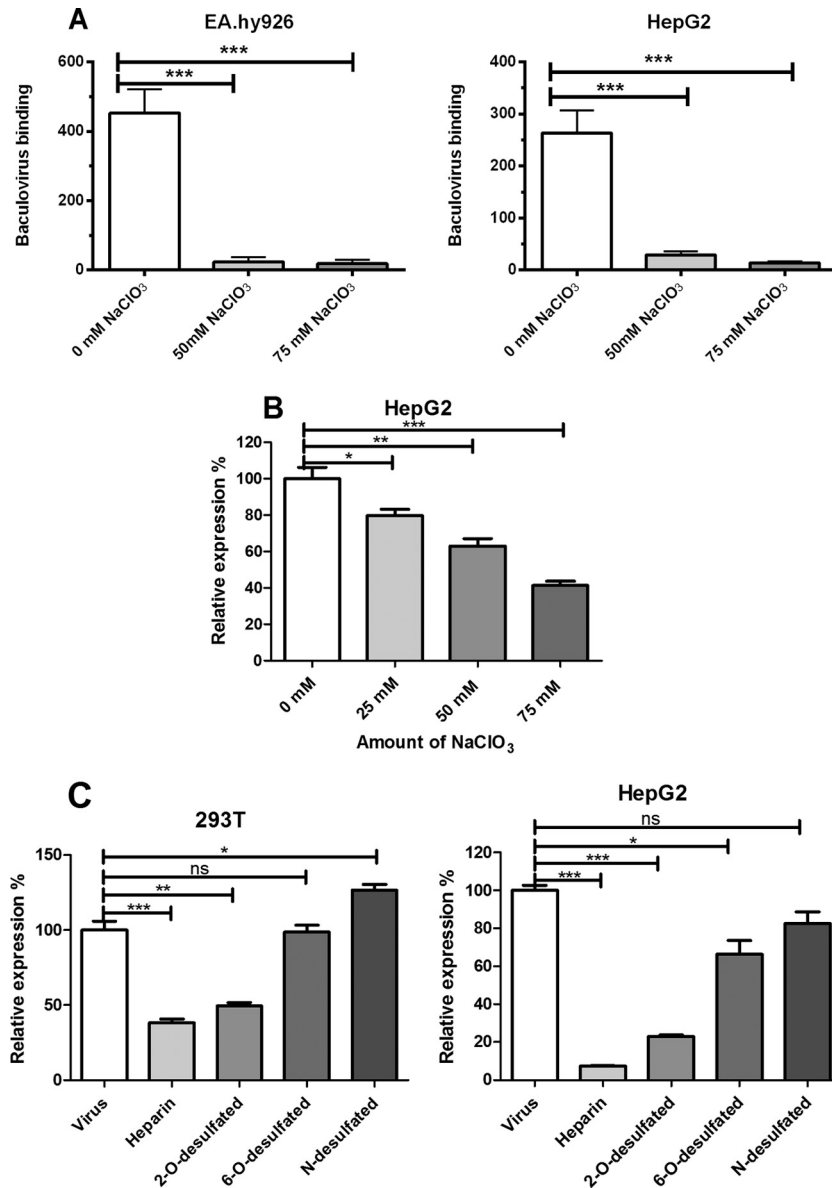 A
EA.hy926
***
***
600
400
200
0
Baculovirus binding
0 mM NaClO3
50mM NaClO3
75 mM NaClO3
HepG2
***
***
400
300
200
100
0
Baculovirus binding
0 mM NaClO3
50mM NaClO3
75 mM NaClO3
B
HepG2
***
**
*
120
100
80
60
40
20
0
Relative expression %
0 mM
25 mM
50 mM
75 mM
Amount of NaClO3
C
293T
*
ns
**
***
150
100
50
0
Relative expression %
Virus
Heparin
2-O-desulfated
6-O-desulfated
N-desulfated
HepG2
ns
*
***
***
120
100
80
60
40
20
0
Relative expression %
Virus
Heparin
2-O-desulfated
6-O-desulfated
N-desulfated